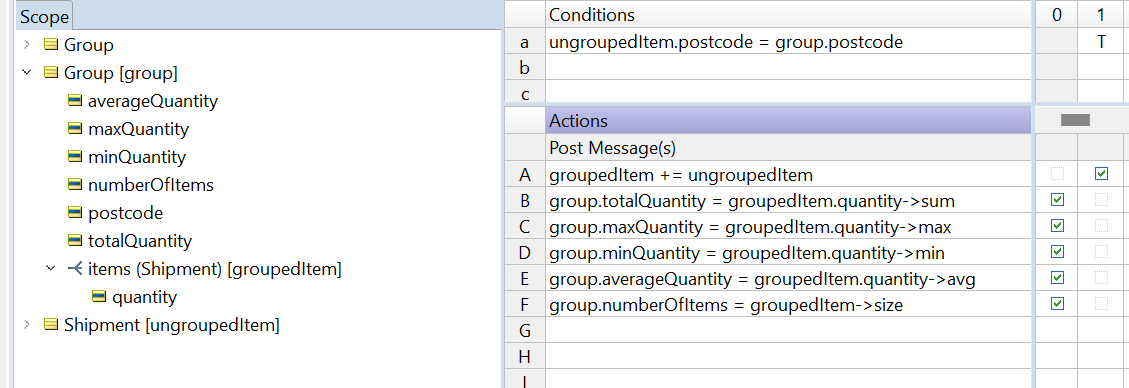 Scope
Group
Group [group]
averageQuantity
maxQuantity
minQuantity
numberOfItems
postcode
totalQuantity
items (Shipment) [groupedItem]
quantity
Shipment [ungroupedItem]
Conditions 0 1
a ungroupedItem.postcode = group.postcode T
b
c
Actions
Post Message(s)
A groupedItem += ungroupedItem
B group.totalQuantity = groupedItem.quantity->sum
C group.maxQuantity = groupedItem.quantity->max
D group.minQuantity = groupedItem.quantity->min
E group.averageQuantity = groupedItem.quantity->avg
F group.numberOfItems = groupedItem->size
G
H
I